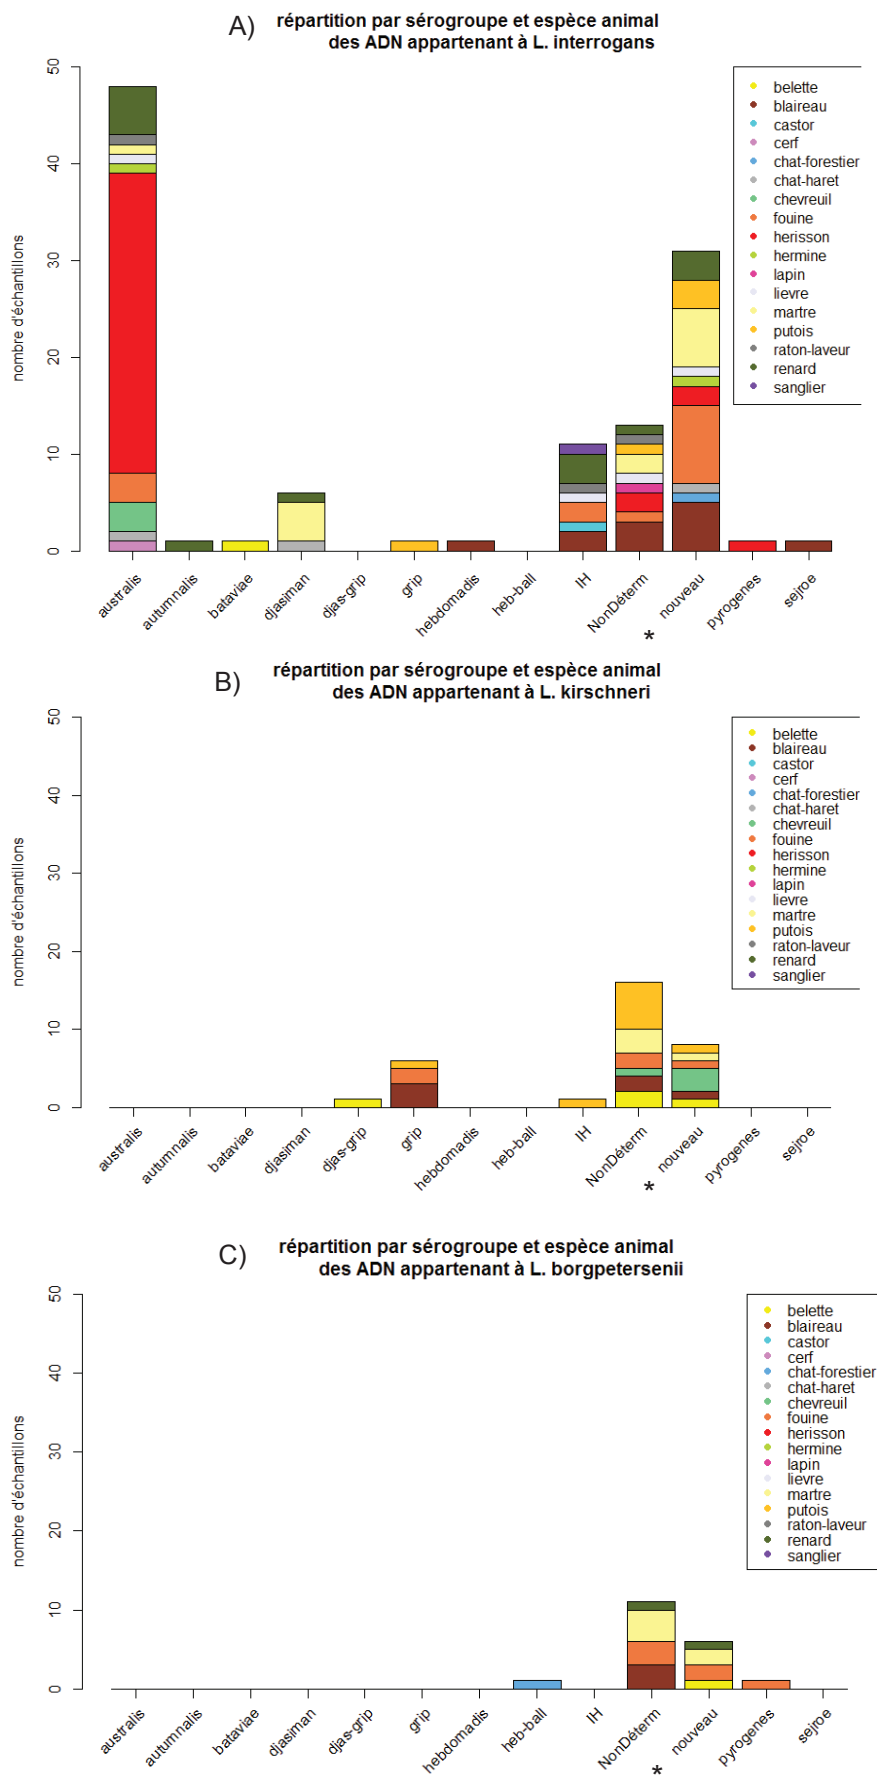 A)
répartition par sérogroupe et espèce animal
des ADN appartenant à L. interrogans
nombre d'échantillons
50
40
30
20
10
0
belette
blaireau
castor
cerf
chat-forestier
chat-haret
chevreuil
fouine
herisson
hermine
lapin
lievre
martre
putois
raton-laveur
renard
sanglier
australis
autumnalis
bataviae
djasiman
djas-grip
grip
hebdomadis
heb-ball
IH
NonDéterm
nouveau
pyrogenes
sejroe
*
B)
répartition par sérogroupe et espèce animal
des ADN appartenant à L. kirschneri
nombre d'échantillons
50
40
30
20
10
0
belette
blaireau
castor
cerf
chat-forestier
chat-haret
chevreuil
fouine
herisson
hermine
lapin
lievre
martre
putois
raton-laveur
renard
sanglier
australis
autumnalis
bataviae
djasiman
djas-grip
grip
hebdomadis
heb-ball
IH
NonDéterm
nouveau
pyrogenes
sejroe
*
C)
répartition par sérogroupe et espèce animal
des ADN appartenant à L. borgpetersenii
nombre d'échantillons
50
40
30
20
10
0
belette
blaireau
castor
cerf
chat-forestier
chat-haret
chevreuil
fouine
herisson
hermine
lapin
lievre
martre
putois
raton-laveur
renard
sanglier
australis
autumnalis
bataviae
djasiman
djas-grip
grip
hebdomadis
heb-ball
IH
NonDéterm
nouveau
pyrogenes
sejroe
*